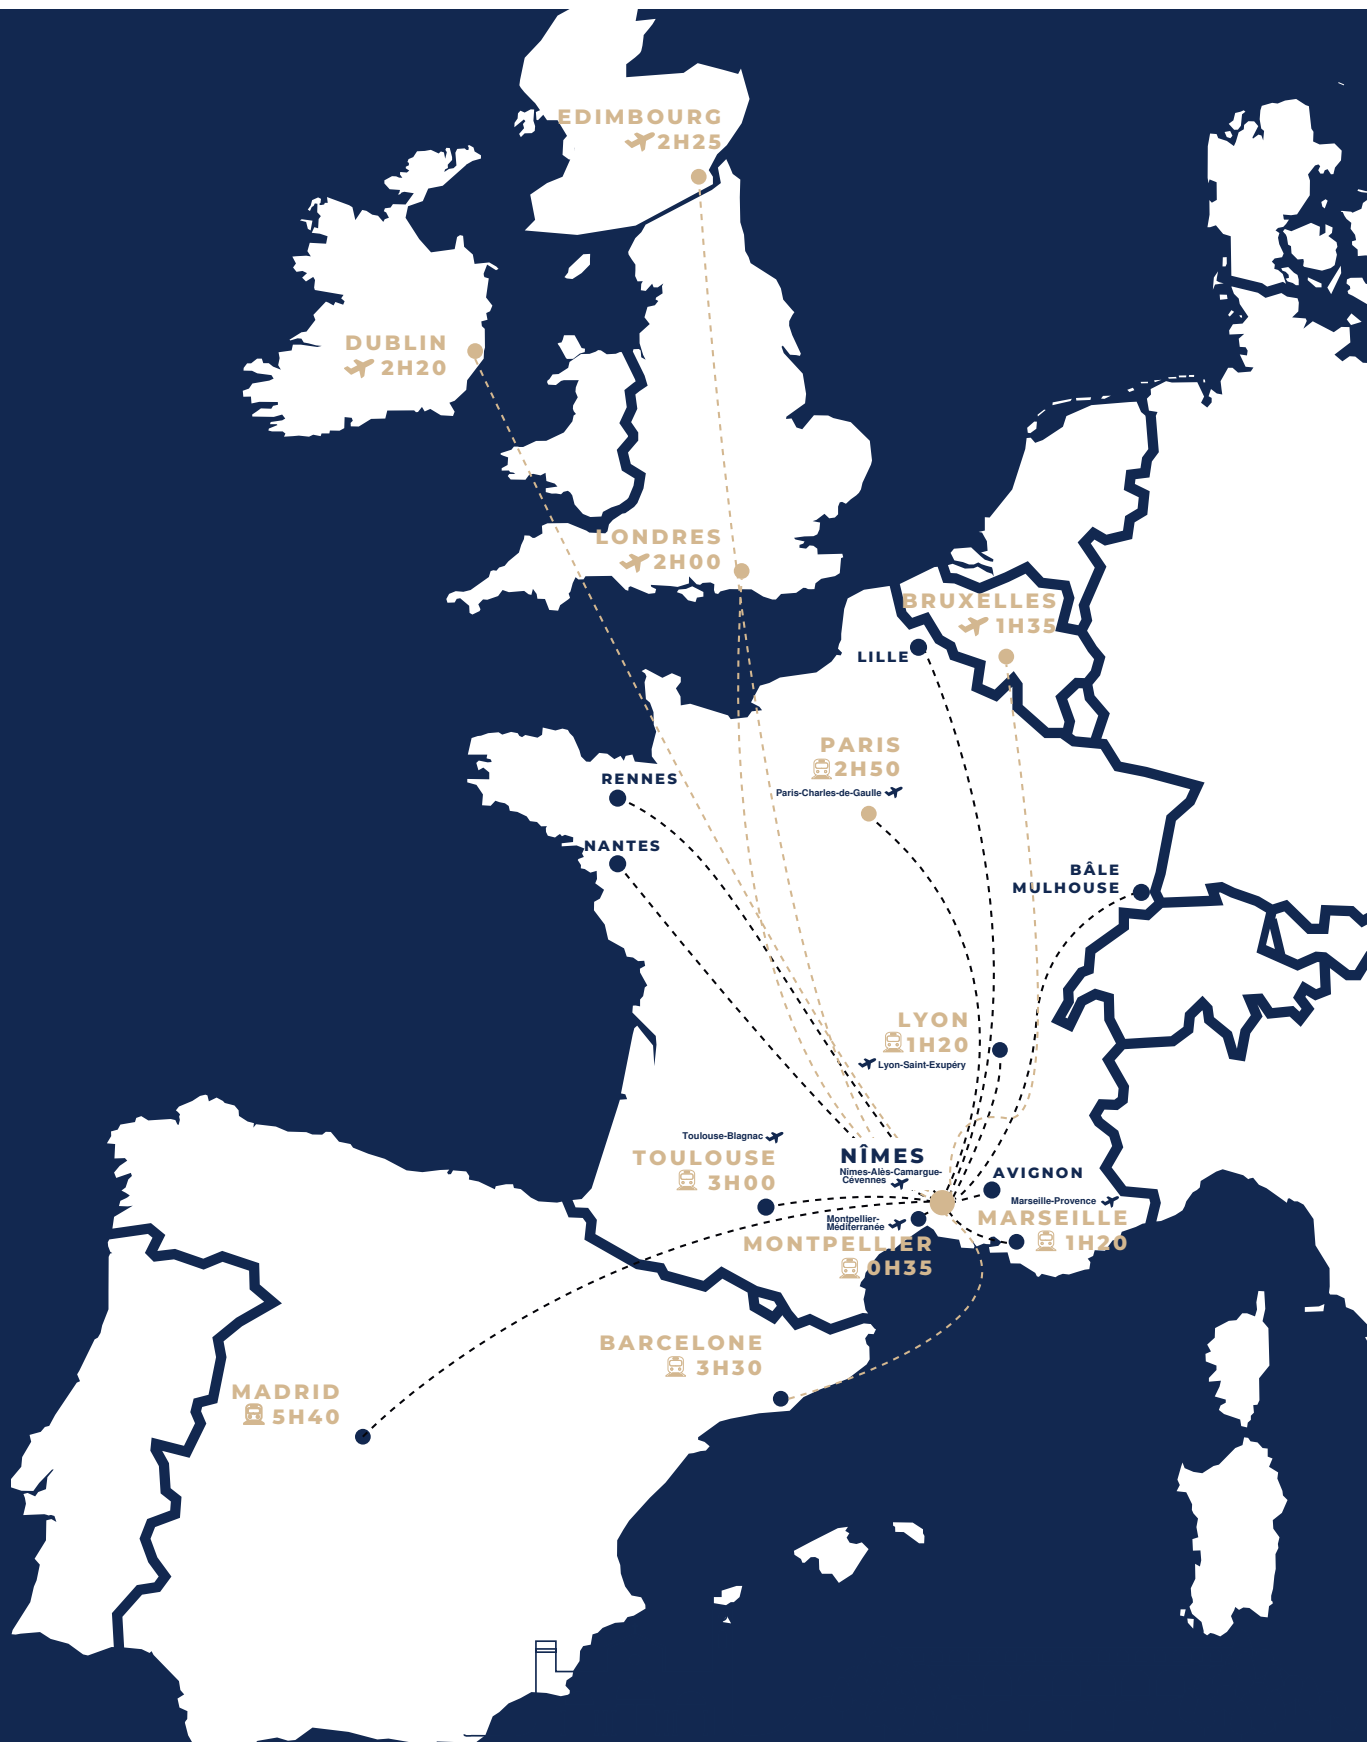 EDIMBOURG
2H25
DUBLIN
2H20
LONDRES
2H00
BRUXELLES
1H35
LILLE
PARIS
2H50
Paris-Charles-de-Gaulle
RENNES
NANTES
BÂLE
MULHOUSE
LYON
1H20
Lyon-Saint-Exupéry
Toulouse-Blagnac
TOULOUSE
3H00
NÎMES
Nîmes-Alès-Camargue-
Cévennes
AVIGNON
Marseille-Provence
MARSEILLE
1H20
Montpellier-
Méditerranée
MONTPELLIER
0H35
BARCELONE
3H30
MADRID
5H40